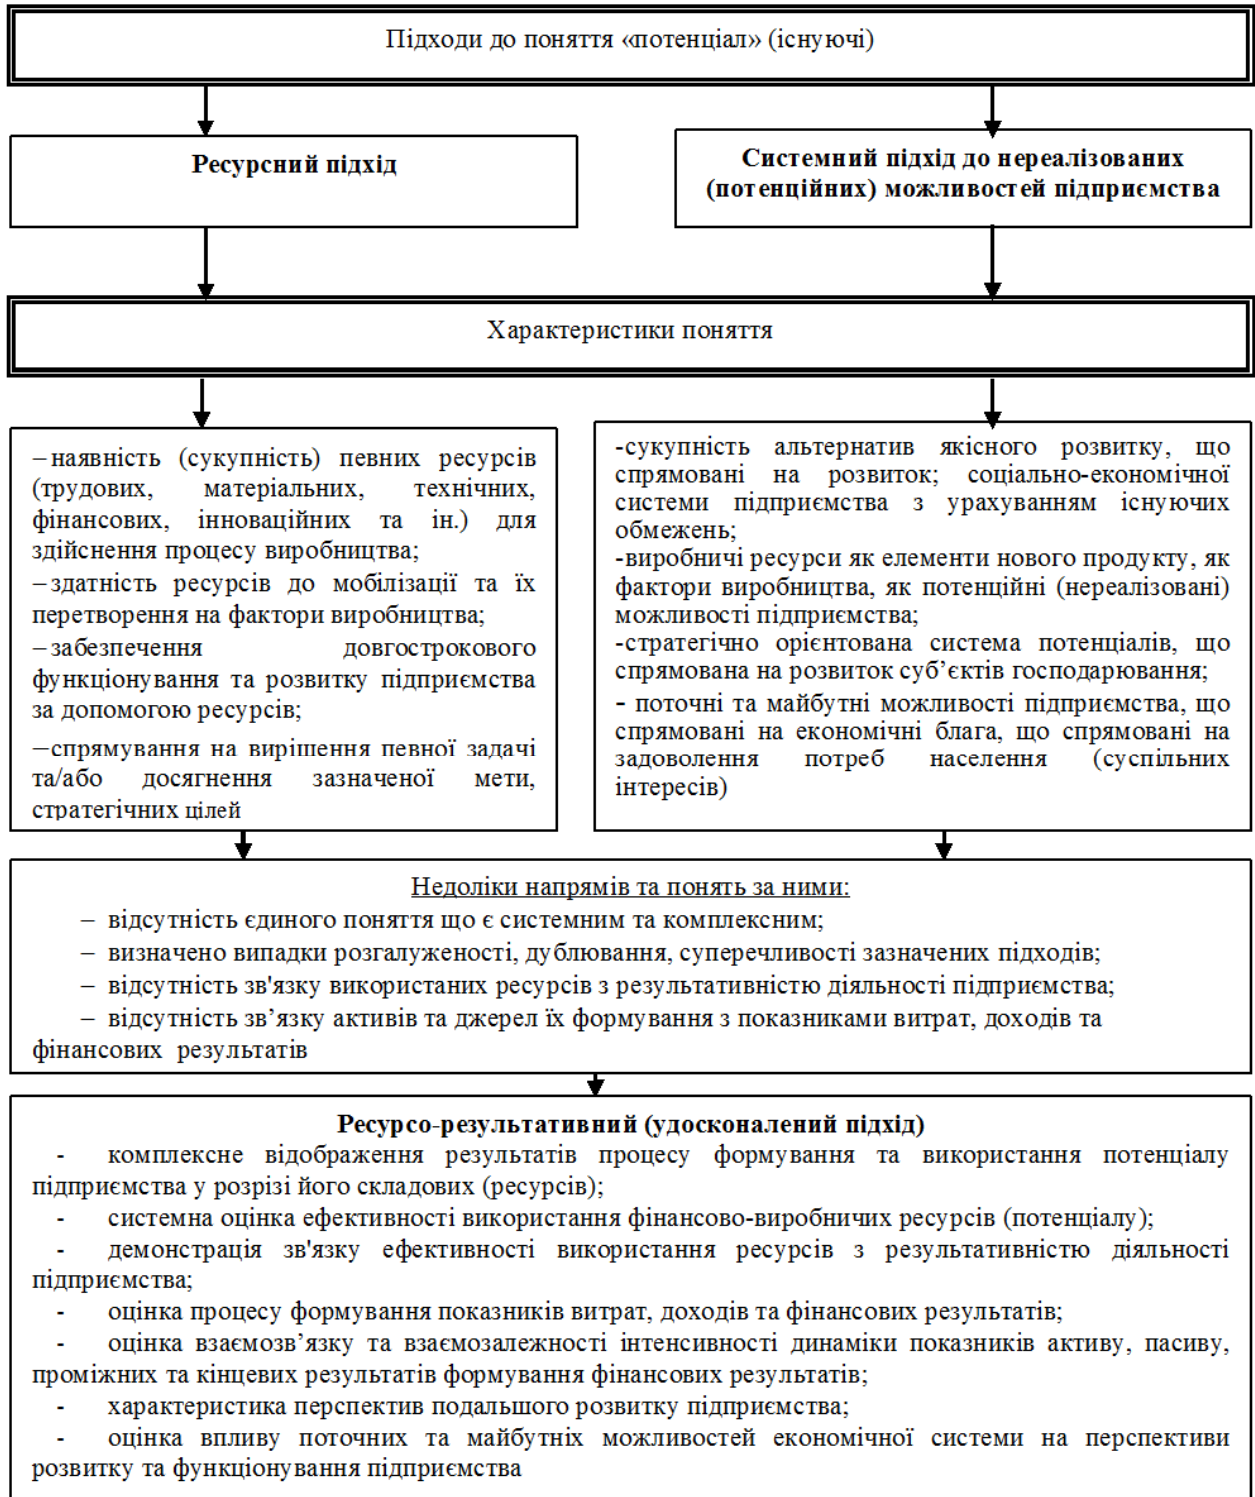 Підходи до поняття «потенціал» (існуючі)
Ресурсний підхід
Системний підхід до нереалізованих
(потенційних) можливостей підприємства
Характеристики поняття
–наявність (сукупність) певних ресурсів
(трудових, матеріальних, технічних,
фінансових, інноваційних та ін.) для
здійснення процесу виробництва;
–здатність ресурсів до мобілізації та їх
перетворення на фактори виробництва;
–забезпечення довгострокового
функціонування та розвитку підприємства
за допомогою ресурсів;
–спрямування на вирішення певної задачі
та/або досягнення зазначеної мети,
стратегічних цілей
-сукупність альтернатив якісного розвитку, що
спрямовані на розвиток; соціально-економічної
системи підприємства з урахуванням існуючих
обмежень;
-виробничі ресурси як елементи нового продукту, як
фактори виробництва, як потенційні (нереалізовані)
можливості підприємства;
-стратегічно орієнтована система потенціалів, що
спрямована на розвиток суб’єктів господарювання;
- поточні та майбутні можливості підприємства, що
спрямовані на економічні блага, що спрямовані на
задоволення потреб населення (суспільних
інтересів)
Недоліки напрямів та понять за ними:
– відсутність єдиного поняття що є системним та комплексним;
– визначено випадки розгалуженості, дублювання, суперечливості зазначених підходів;
– відсутність зв'язку використаних ресурсів з результативністю діяльності підприємства;
– відсутність зв’язку активів та джерел їх формування з показниками витрат, доходів та
фінансових результатів
Ресурсо-результативний (удосконалений підхід)
- комплексне відображення результатів процесу формування та використання потенціалу
підприємства у розрізі його складових (ресурсів);
- системна оцінка ефективності використання фінансово-виробничих ресурсів (потенціалу);
- демонстрація зв'язку ефективності використання ресурсів з результативністю діяльності
підприємства;
- оцінка процесу формування показників витрат, доходів та фінансових результатів;
- оцінка взаємозв’язку та взаємозалежності інтенсивності динаміки показників активу, пасиву,
проміжних та кінцевих результатів формування фінансових результатів;
- характеристика перспектив подальшого розвитку підприємства;
- оцінка впливу поточних та майбутніх можливостей економічної системи на перспективи
розвитку та функціонування підприємства